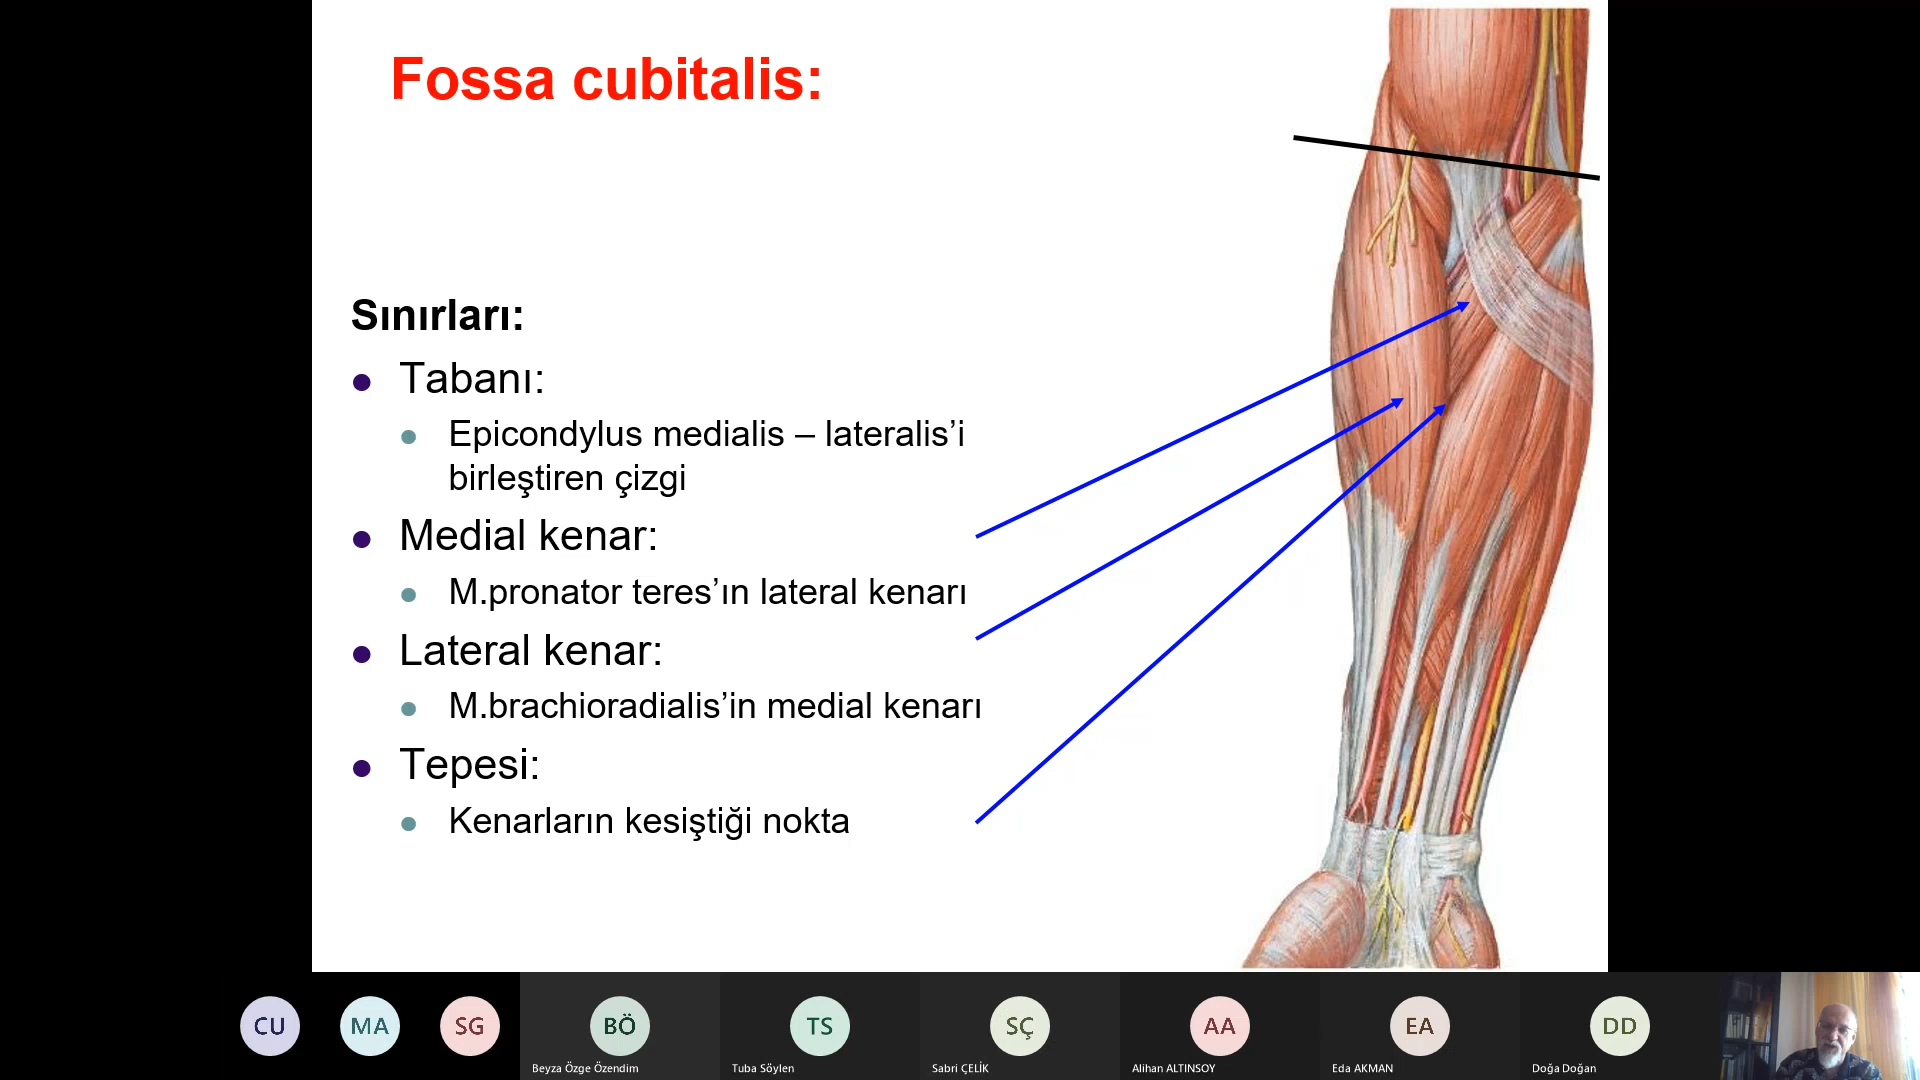 Fossa cubitalis:
Sınırları:
Tabanı:
Epicondylus medialis – lateralis’i
birleştiren çizgi
Medial kenar:
M.pronator teres’ın lateral kenarı
Lateral kenar:
M.brachioradialis’in medial kenarı
Tepesi:
Kenarların kesiştiği nokta
CU
MA
SG
BÖ
TS
SÇ
AA
EA
DD
Beyza Özge Özendim
Tuba Söylen
Sabri ÇELİK
Alihan ALTINSOY
Eda AKMAN
Doğa Doğan